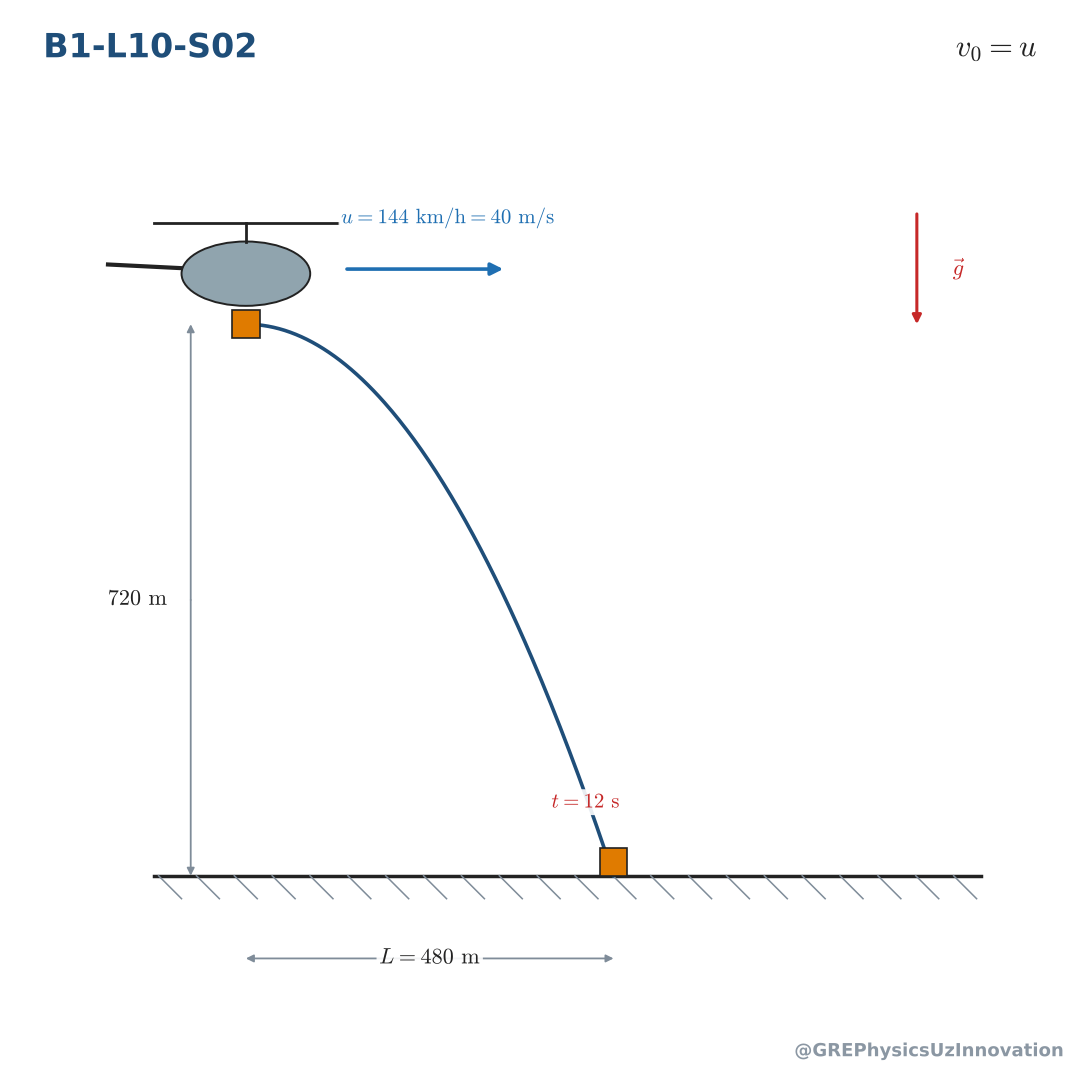 B1-L10-S02
v₀ = u
u = 144 km/h = 40 m/s
g⃗
720 m
t = 12 s
L = 480 m
@GREPhysicsUzInnovation